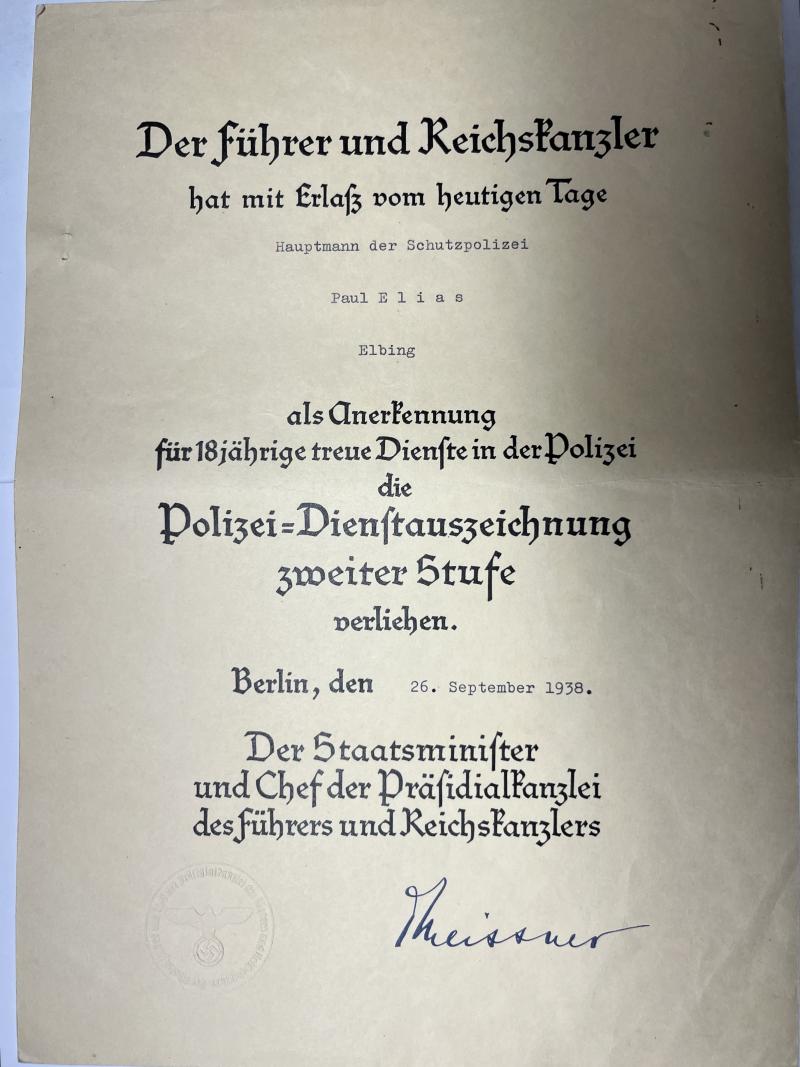 Der Führer und Reichskanzler
hat mit Erlaß vom heutigen Tage
Hauptmann der Schutzpolizei
Paul E l i a s
Elbing
als Anerkennung
für 18jährige treue Dienste in der Polizei
die
Polizei=Dienstauszeichnung
zweiter Stufe
verliehen.
Berlin, den 26. September 1938.
Der Staatsminister
und Chef der Präsidialkanzlei
des Führers und Reichskanzlers
Meissner